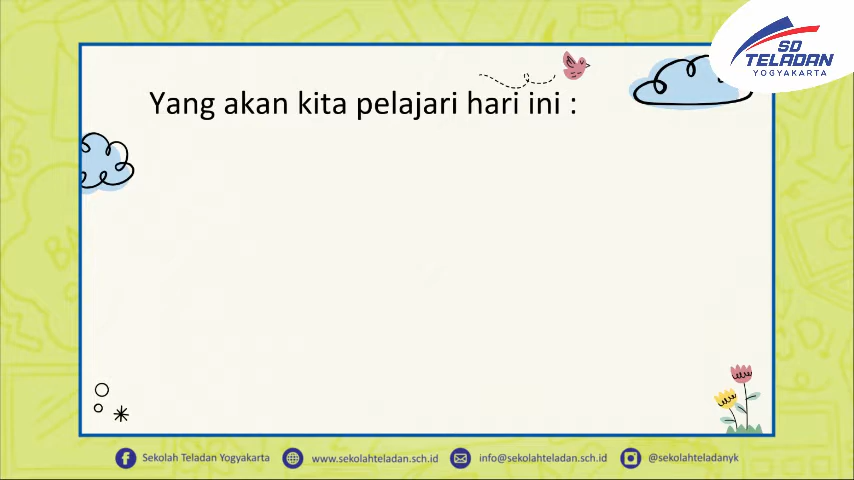 SD
TELADAN
YOGYAKARTA
Yang akan kita pelajari hari ini :
Sekolah Teladan Yogyakarta
www.sekolahteladan.sch.id
info@sekolahteladan.sch.id
@sekolahteladanyk